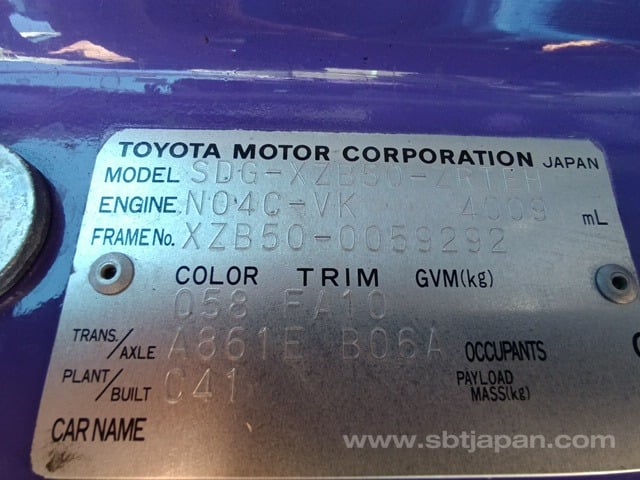 TOYOTA MOTOR CORPORATION JAPAN
MODEL SDG-XZB50-ZRTPH
ENGINE N04C-VK 4009 mL
FRAME No. XZB50-0059292
COLOR TRIM GVM(kg)
058 FA10
TRANS./AXLE A861E B06A OCCUPANTS
PLANT/BUILT C41 PAYLOAD MASS(kg)
CAR NAME
www.sbtjapan.com